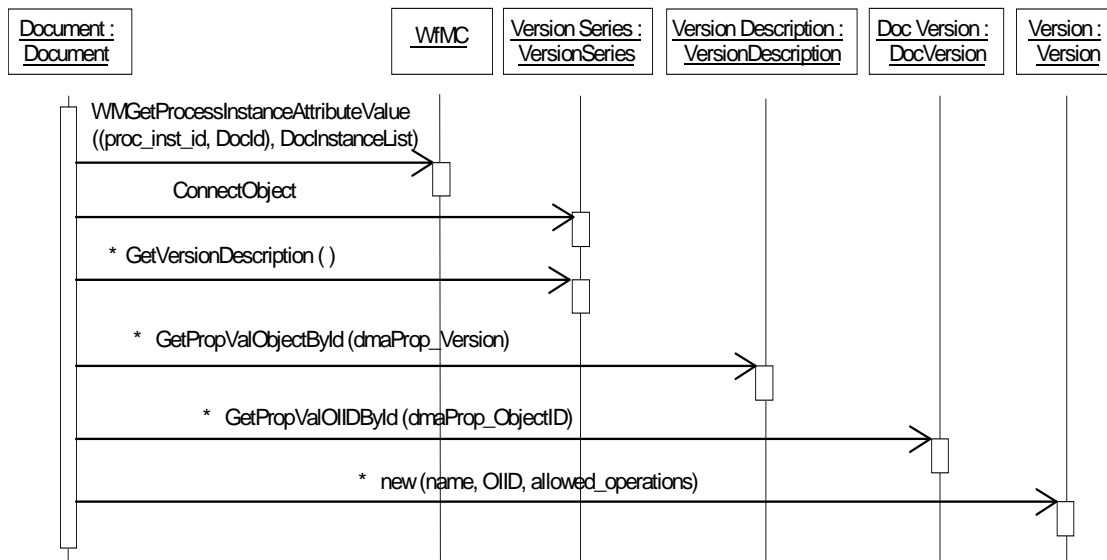 Document :
Document
WfMC
Version Series :
VersionSeries
Version Description :
VersionDescription
Doc Version :
DocVersion
Version :
Version
WMGetProcessInstanceAttributeValue
((proc_inst_id, DocId), DocInstanceList)
ConnectObject
* GetVersionDescription ( )
* GetPropValObjectById (dmaProp_Version)
* GetPropValOIIDById (dmaProp_ObjectID)
* new (name, OIID, allowed_operations)